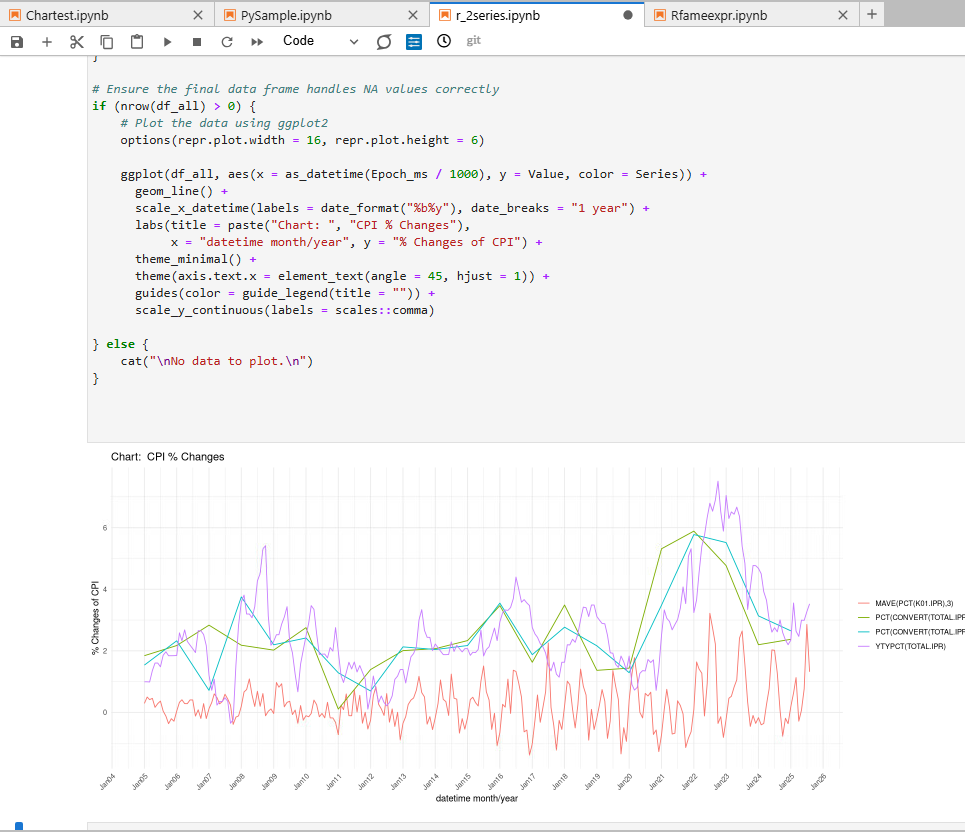 Chartest.ipynb
PySample.ipynb
r_2series.ipynb
Rfameexpr.ipynb
Code
git
}
# Ensure the final data frame handles NA values correctly
if (nrow(df_all) > 0) {
    # Plot the data using ggplot2
    options(repr.plot.width = 16, repr.plot.height = 6)
    ggplot(df_all, aes(x = as_datetime(Epoch_ms / 1000), y = Value, color = Series)) +
      geom_line() +
      scale_x_datetime(labels = date_format("%b%y"), date_breaks = "1 year") +
      labs(title = paste("Chart: ", "CPI % Changes"),
           x = "datetime month/year", y = "% Changes of CPI") +
      theme_minimal() +
      theme(axis.text.x = element_text(angle = 45, hjust = 1)) +
      guides(color = guide_legend(title = "")) +
      scale_y_continuous(labels = scales::comma)
} else {
    cat("\nNo data to plot.\n")
}
Chart:  CPI % Changes
% Changes of CPI
6
4
2
0
Jan04 Jan05 Jan06 Jan07 Jan08 Jan09 Jan10 Jan11 Jan12 Jan13 Jan14 Jan15 Jan16 Jan17 Jan18 Jan19 Jan20 Jan21 Jan22 Jan23 Jan24 Jan25 Jan26
datetime month/year
MAVE(PCT(K01.IPR),3)
PCT(CONVERT(TOTAL.IPR
PCT(CONVERT(TOTAL.IPR
YTYPCT(TOTAL.IPR)